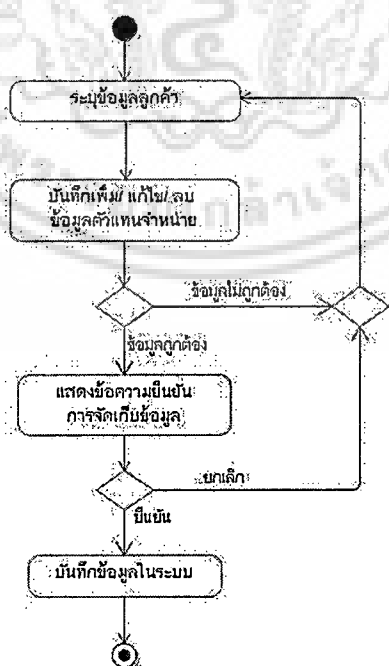 ระบุข้อมูลลูกค้า
บันทึกเพิ่ม/ แก้ไข/ ลบ
ข้อมูลตัวแทนจำหน่าย
ข้อมูลไม่ถูกต้อง
ข้อมูลถูกต้อง
แสดงข้อความยืนยัน
การจัดเก็บข้อมูล
ยกเลิก
ยืนยัน
บันทึกข้อมูลในระบบ